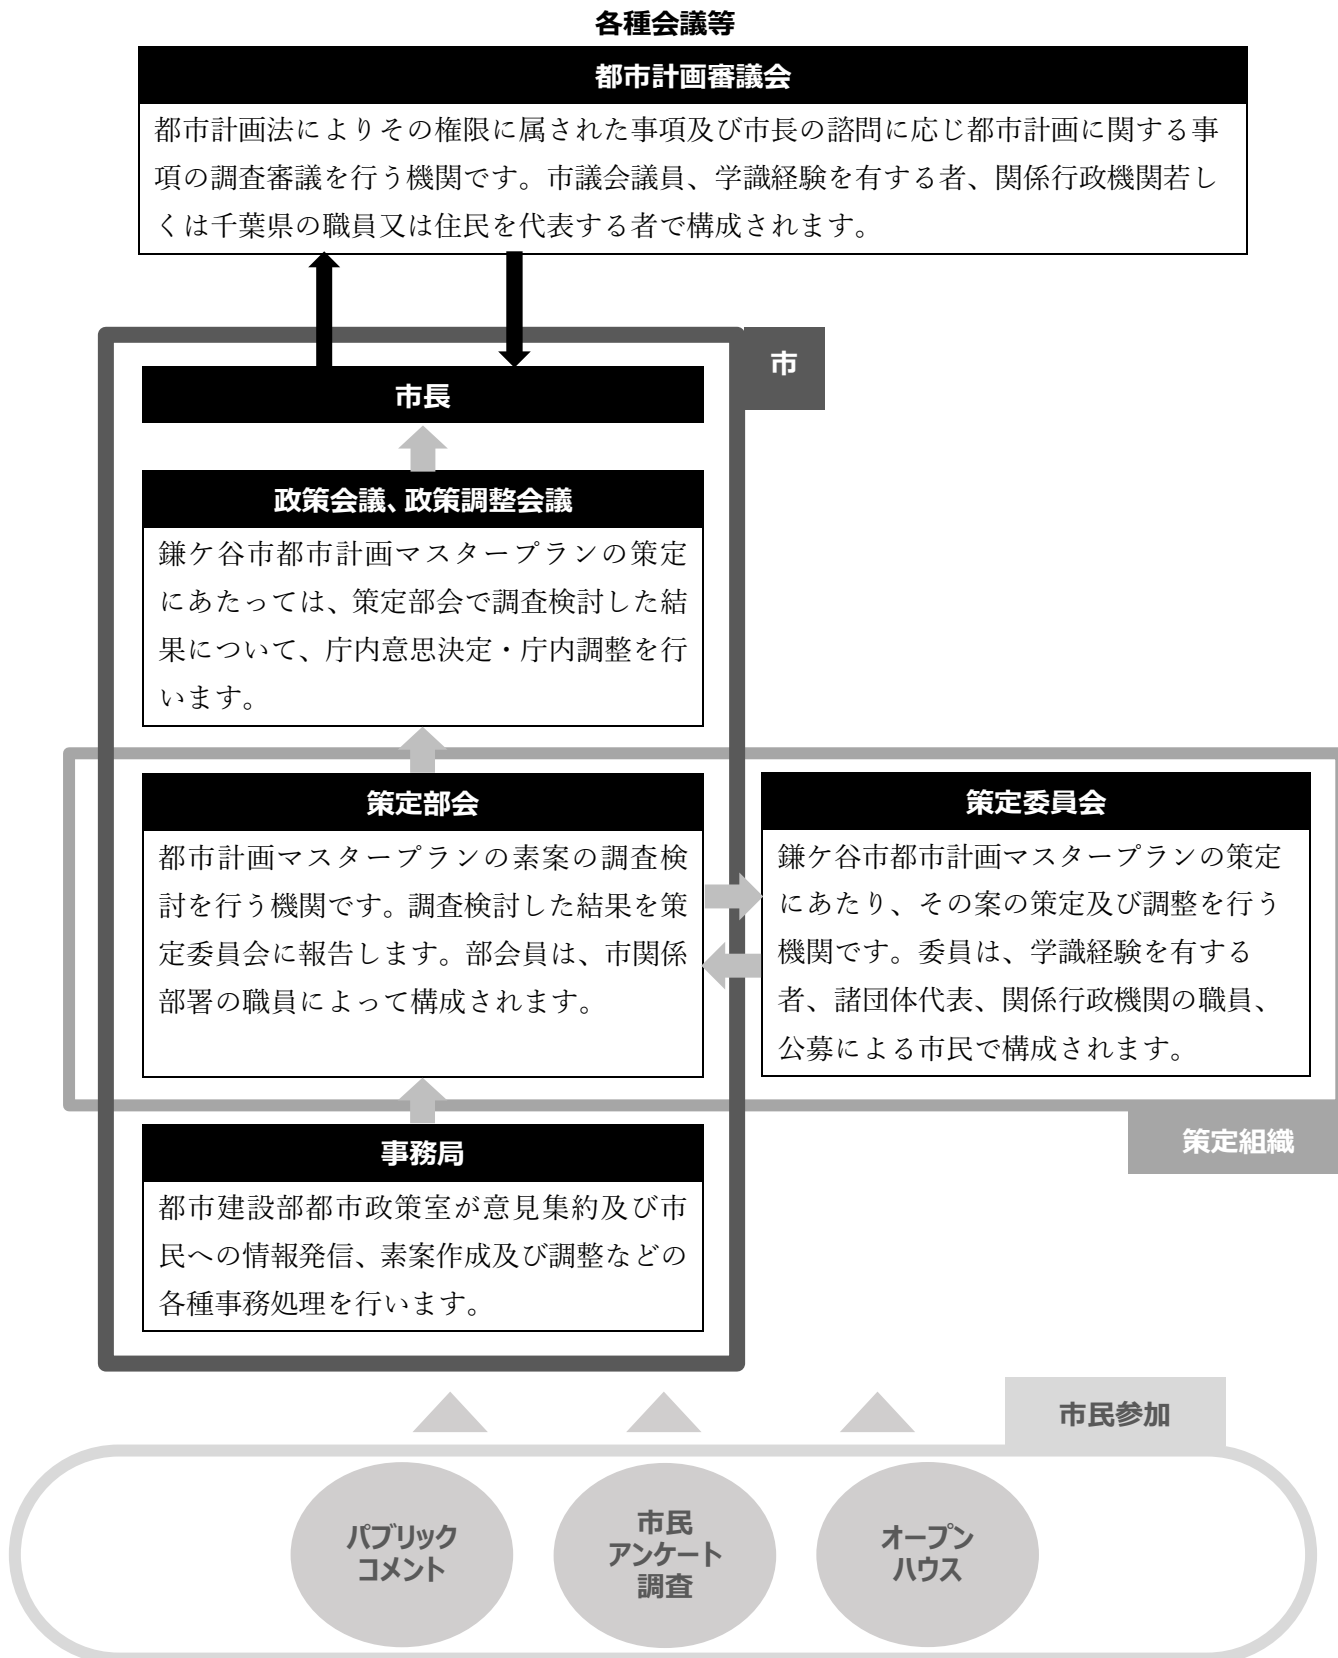 各種会議等
都市計画審議会
都市計画法によりその権限に属された事項及び市長の諮問に応じ都市計画に関する事
項の調査審議を行う機関です。市議会議員、学識経験を有する者、関係行政機関若し
くは千葉県の職員又は住民を代表する者で構成されます。
市
市長
政策会議、政策調整会議
鎌ケ谷市都市計画マスタープランの策定
にあたっては、策定部会で調査検討した結
果について、庁内意思決定・庁内調整を行
います。
策定部会
都市計画マスタープランの素案の調査検
討を行う機関です。調査検討した結果を策
定委員会に報告します。部会員は、市関係
部署の職員によって構成されます。
策定委員会
鎌ケ谷市都市計画マスタープランの策定
にあたり、その案の策定及び調整を行う
機関です。委員は、学識経験を有する
者、諸団体代表、関係行政機関の職員、
公募による市民で構成されます。
策定組織
事務局
都市建設部都市政策室が意見集約及び市
民への情報発信、素案作成及び調整などの
各種事務処理を行います。
市民参加
パブリック
コメント
市民
アンケート
調査
オープン
ハウス